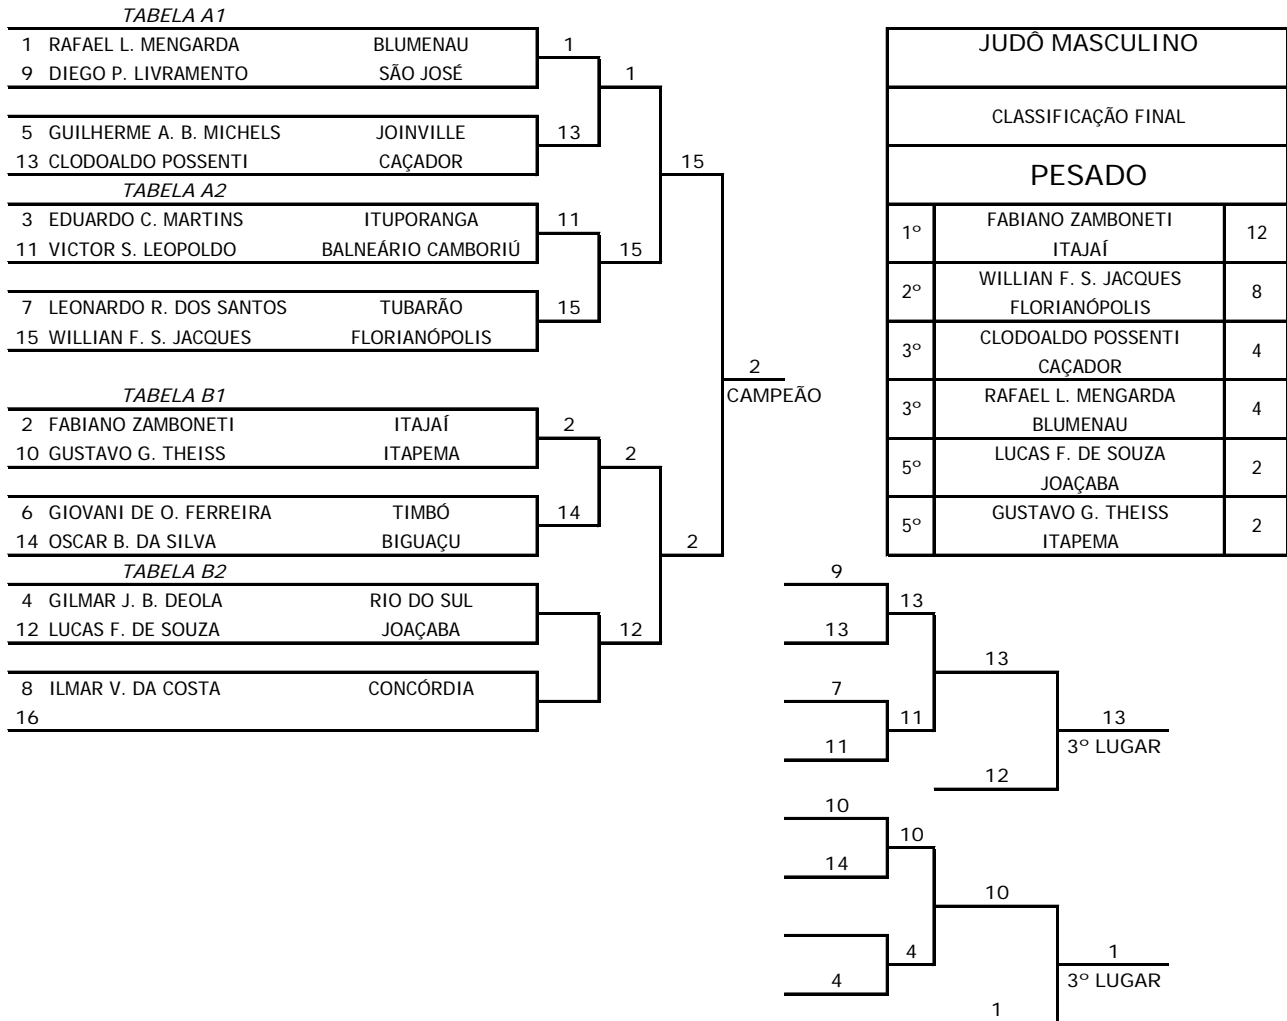 TABELA A1
1 RAFAEL L. MENGARDA BLUMENAU
9 DIEGO P. LIVRAMENTO SÃO JOSÉ
1
1
5 GUILHERME A. B. MICHELS JOINVILLE
13 CLODOALDO POSSENTI CAÇADOR
13
15
TABELA A2
3 EDUARDO C. MARTINS ITUPORANGA
11 VICTOR S. LEOPOLDO BALNEÁRIO CAMBORIÚ
11
15
7 LEONARDO R. DOS SANTOS TUBARÃO
15 WILLIAN F. S. JACQUES FLORIANÓPOLIS
15
2
CAMPEÃO
TABELA B1
2 FABIANO ZAMBONETI ITAJAÍ
10 GUSTAVO G. THEISS ITAPEMA
2
2
6 GIOVANI DE O. FERREIRA TIMBÓ
14 OSCAR B. DA SILVA BIGUAÇU
14
2
TABELA B2
4 GILMAR J. B. DEOLA RIO DO SUL
12 LUCAS F. DE SOUZA JOAÇABA
12
8 ILMAR V. DA COSTA CONCÓRDIA
16
JUDÔ MASCULINO
CLASSIFICAÇÃO FINAL
PESADO
1º FABIANO ZAMBONETI 12
ITAJAÍ
2º WILLIAN F. S. JACQUES 8
FLORIANÓPOLIS
3º CLODOALDO POSSENTI 4
CAÇADOR
3º RAFAEL L. MENGARDA 4
BLUMENAU
5º LUCAS F. DE SOUZA 2
JOAÇABA
5º GUSTAVO G. THEISS 2
ITAPEMA
9
13
13
13
7
11
11
13
3º LUGAR
12
10
10
14
10
4
4
1
3º LUGAR
1